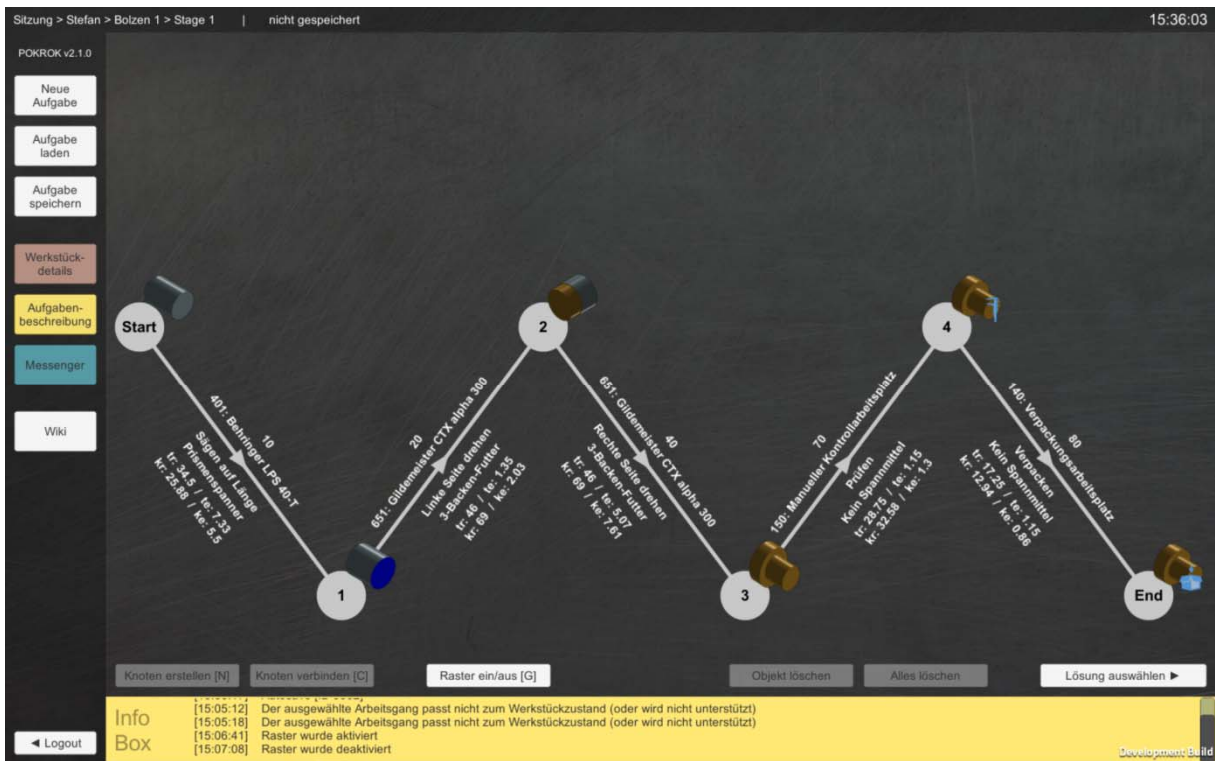 Sitzung > Stefan > Bolzen 1 > Stage 1 | nicht gespeichert
15:36:03
POKROK v2.1.0
Neue
Aufgabe
Aufgabe
laden
Aufgabe
speichern
Werkstück-
details
Aufgaben-
beschreibung
Messenger
Wiki
◄ Logout
Start
10
401: Behringer LPS 40-T
Sägen auf Länge
Prismenspanner
tr: 34.5 / te: 7.33
kr: 25.88 / ke: 5.5
1
20
651: Gildemeister CTX alpha 300
Linke Seite drehen
3-Backen-Futter
tr: 46 / te: 1.35
kr: 69 / ke: 2.03
2
40
651: Gildemeister CTX alpha 300
Rechte Seite drehen
3-Backen-Futter
tr: 46 / te: 5.07
kr: 69 / ke: 7.61
3
70
150: Manueller Kontrollarbeitsplatz
Prüfen
Kein Spannmittel
tr: 28.75 / te: 1.15
kr: 32.58 / ke: 1.3
4
80
140: Verpackungsarbeitsplatz
Verpacken
Kein Spannmittel
tr: 17.25 / te: 1.15
kr: 12.94 / ke: 0.86
End
Knoten erstellen [N]
Knoten verbinden [C]
Raster ein/aus [G]
Objekt löschen
Alles löschen
Lösung auswählen ►
Info
Box
[15:05:12] Der ausgewählte Arbeitsgang passt nicht zum Werkstückzustand (oder wird nicht unterstützt)
[15:05:18] Der ausgewählte Arbeitsgang passt nicht zum Werkstückzustand (oder wird nicht unterstützt)
[15:06:41] Raster wurde aktiviert
[15:07:08] Raster wurde deaktiviert
Development Build